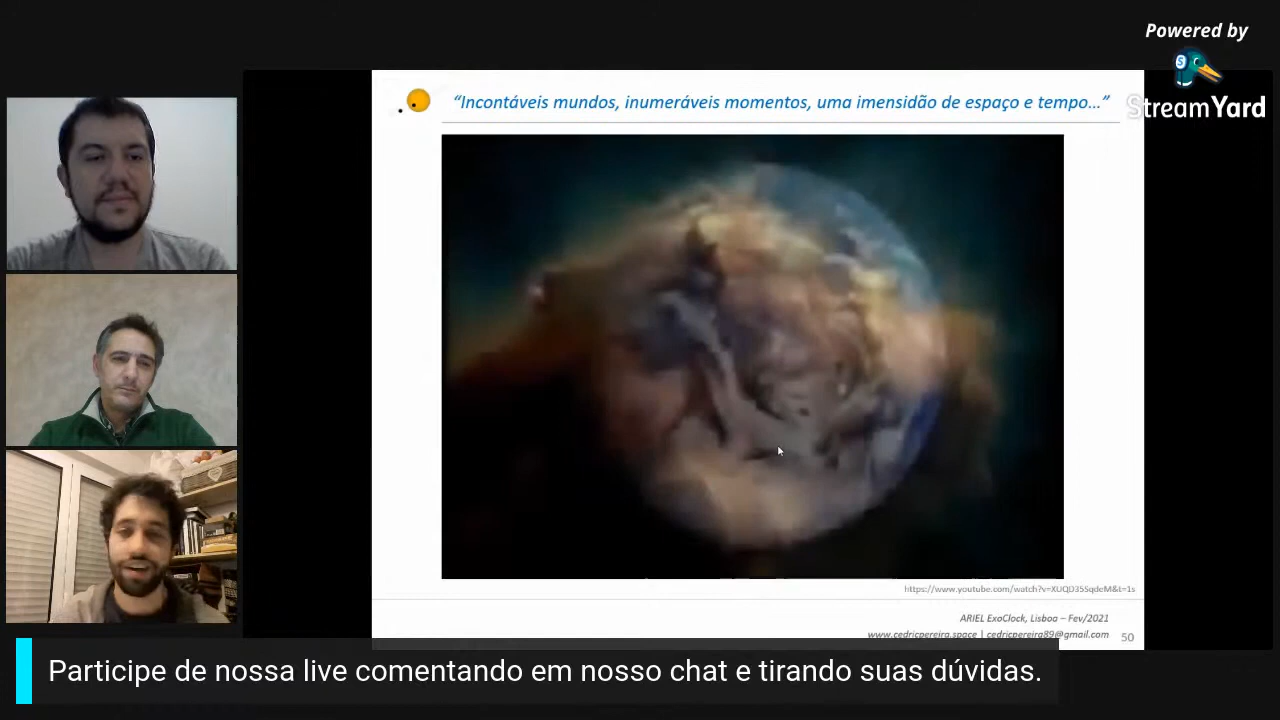 Powered by
StreamYard
“Incontáveis mundos, inumeráveis momentos, uma imensidão de espaço e tempo…”
ARIEL ExoClock, Lisboa – Fev/2021
www.cedricpereira.space | cedricpereira89@gmail.com
50
Participe de nossa live comentando em nosso chat e tirando suas dúvidas.